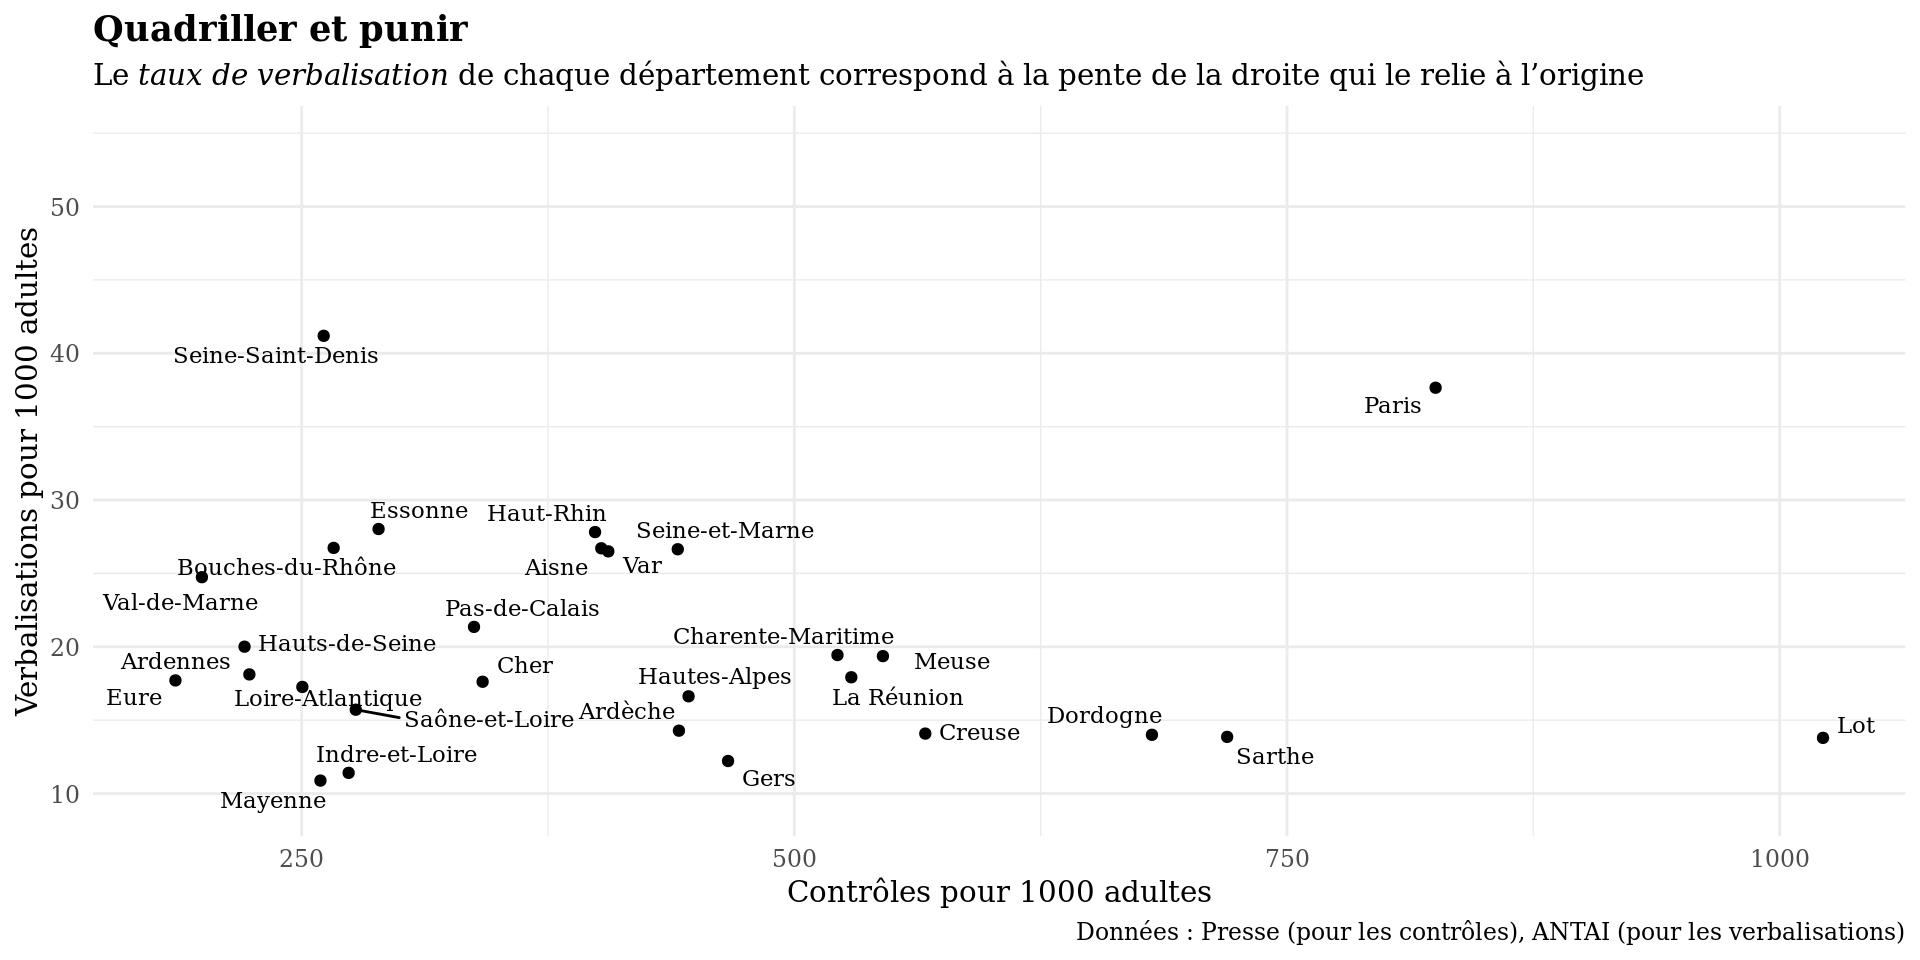 Quadriller et punir
Le taux de verbalisation de chaque département correspond à la pente de la droite qui le relie à l’origine
Verbalisations pour 1000 adultes
50
40
30
20
10
Seine-Saint-Denis
Paris
Essonne
Haut-Rhin
Seine-et-Marne
Bouches-du-Rhône
Aisne
Var
Val-de-Marne
Pas-de-Calais
Charente-Maritime
Hauts-de-Seine
Ardennes
Cher
Meuse
Hautes-Alpes
Eure
Loire-Atlantique
La Réunion
Saône-et-Loire
Ardèche
Dordogne
Lot
Creuse
Indre-et-Loire
Sarthe
Gers
Mayenne
250
500
750
1000
Contrôles pour 1000 adultes
Données : Presse (pour les contrôles), ANTAI (pour les verbalisations)